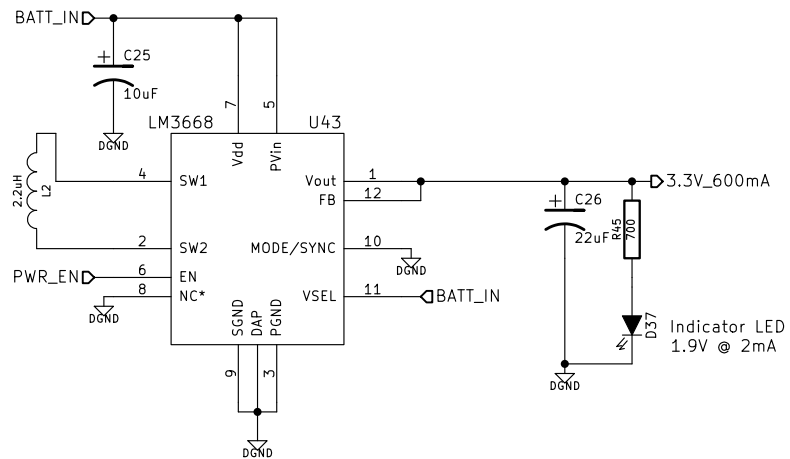 BATT_IN
C25
10uF
DGND
LM3668 U43
7 5
Vdd PVin
2.2uH
L2
4 SW1
Vout 1
3.3V_600mA
FB 12
C26
22uF
R45
700
2 SW2
MODE/SYNC 10
DGND
PWR_EN 6 EN
8 NC*
DGND
VSEL 11 BATT_IN
SGND DAP PGND
9 3
D37
Indicator LED
1.9V @ 2mA
DGND
DGND